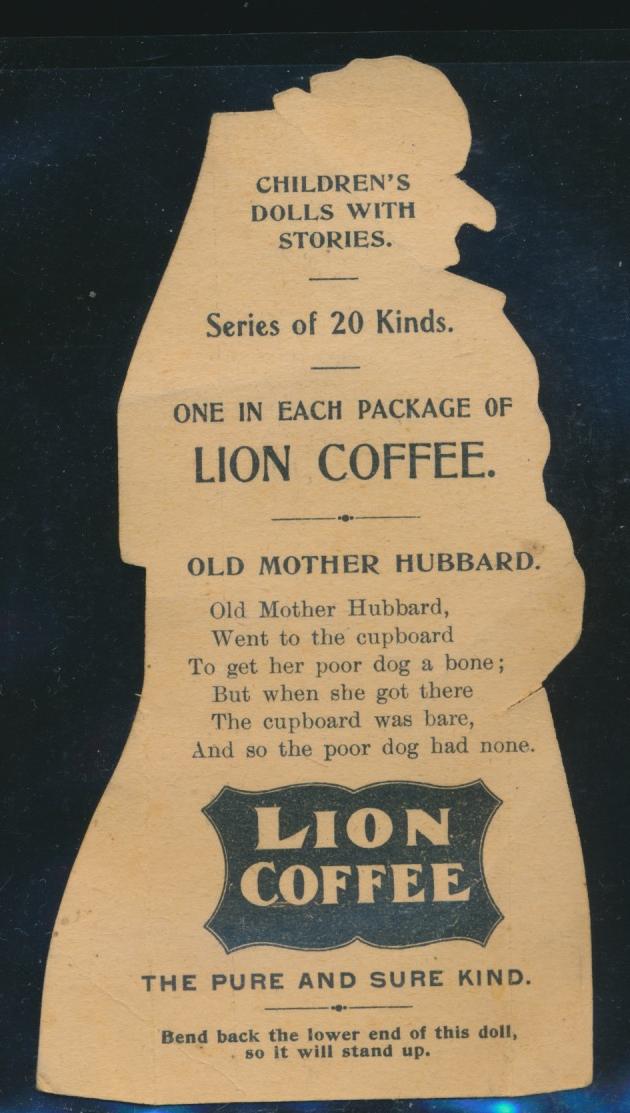 CHILDREN'S
DOLLS WITH
STORIES.
Series of 20 Kinds.
ONE IN EACH PACKAGE OF
LION COFFEE.
OLD MOTHER HUBBARD.
Old Mother Hubbard,
Went to the cupboard
To get her poor dog a bone;
But when she got there
The cupboard was bare,
And so the poor dog had none.
LION
COFFEE
THE PURE AND SURE KIND.
Bend back the lower end of this doll,
so it will stand up.